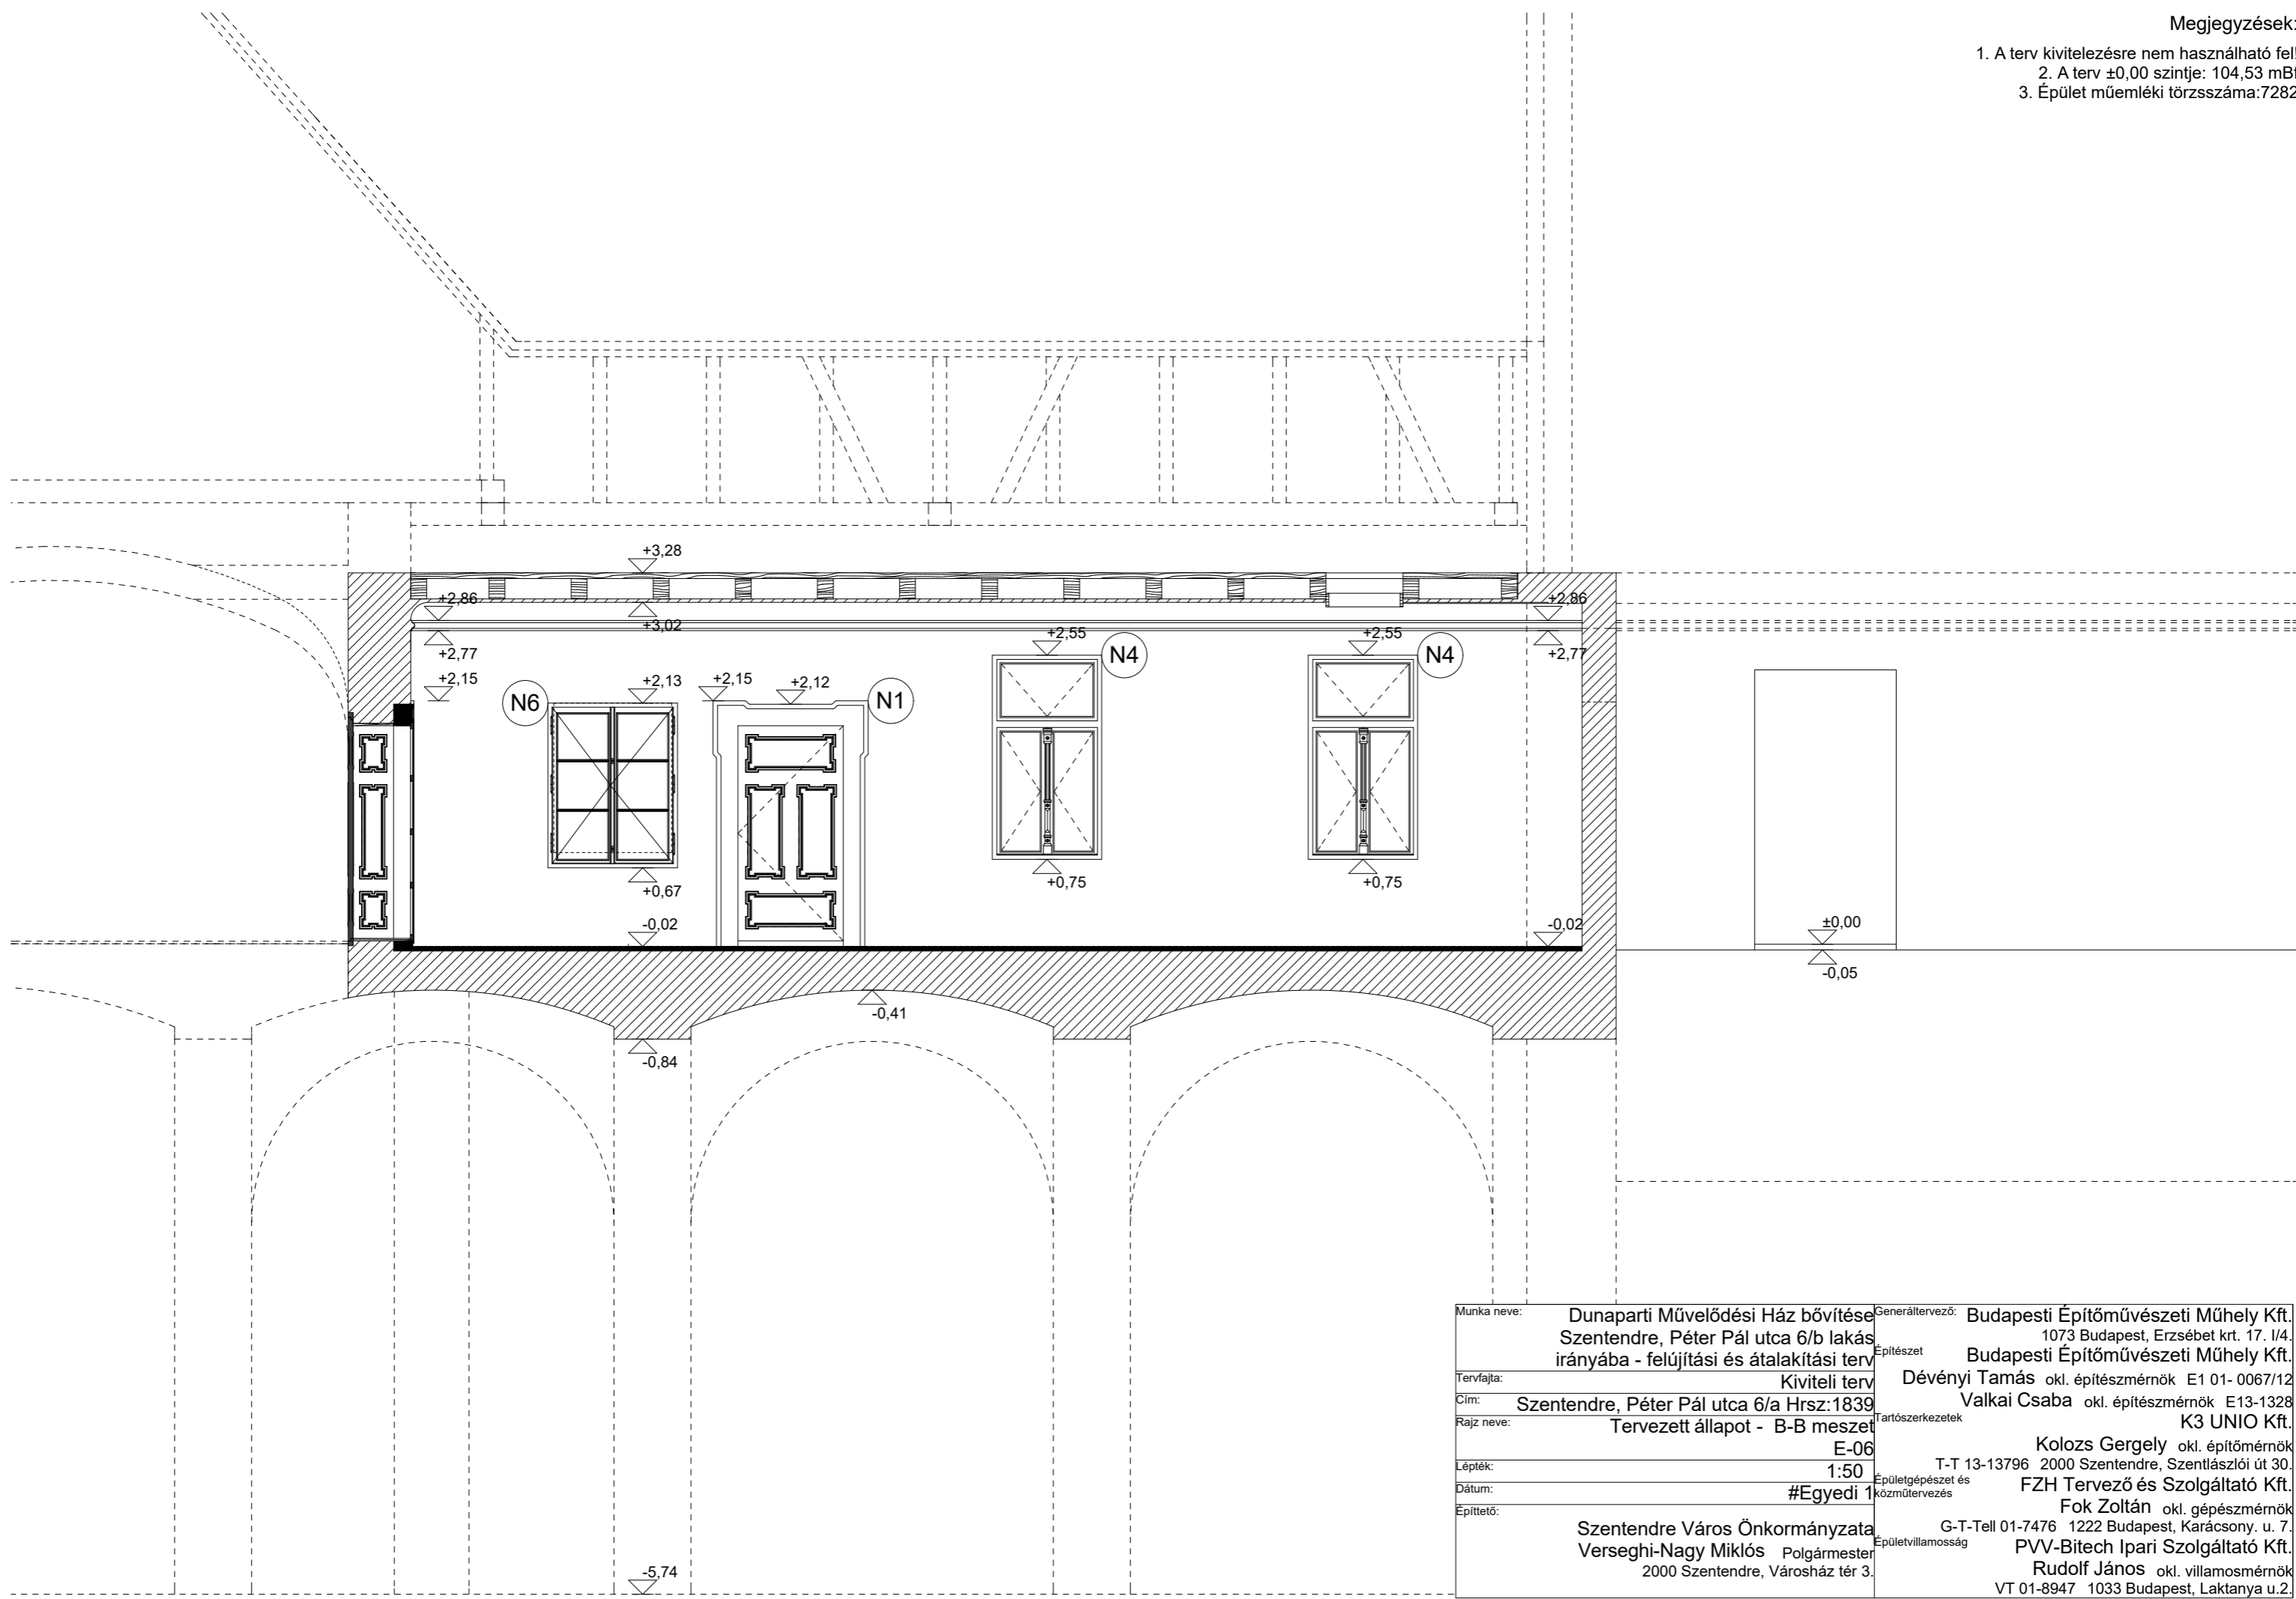 Megjegyzések:
1. A terv kivitelezésre nem használható fel!
2. A terv ±0,00 szintje: 104,53 mBf
3. Épület műemléki törzsszáma:7282
+3,28
+2,86
+3,02
+2,86
+2,77
+2,55
N4
+2,55
N4
+2,77
+2,15
N6
+2,13
+2,15
+2,12
N1
+0,67
+0,75
+0,75
-0,02
-0,02
±0,00
-0,05
-0,41
-0,84
-5,74
Munka neve: Dunaparti Művelődési Ház bővítése
Szentendre, Péter Pál utca 6/b lakás
irányába - felújítási és átalakítási terv
Tervfajta: Kiviteli terv
Cím: Szentendre, Péter Pál utca 6/a Hrsz:1839
Rajz neve: Tervezett állapot - B-B meszet
E-06
Lépték: 1:50
Dátum: #Egyedi 1
Építtető:
Szentendre Város Önkormányzata
Verseghi-Nagy Miklós Polgármester
2000 Szentendre, Városház tér 3.
Generáltervező: Budapesti Építőművészeti Műhely Kft.
1073 Budapest, Erzsébet krt. 17. I/4.
Építészet Budapesti Építőművészeti Műhely Kft.
Dévényi Tamás okl. építészmérnök E1 01- 0067/12
Valkai Csaba okl. építészmérnök E13-1328
Tartószerkezetek K3 UNIO Kft.
Kolozs Gergely okl. építőmérnök
T-T 13-13796 2000 Szentendre, Szentlászlói út 30.
Épületgépészet és közműtervezés FZH Tervező és Szolgáltató Kft.
Fok Zoltán okl. gépészmérnök
G-T-Tell 01-7476 1222 Budapest, Karácsony. u. 7.
Épületvillamosság PVV-Bitech Ipari Szolgáltató Kft.
Rudolf János okl. villamosmérnök
VT 01-8947 1033 Budapest, Laktanya u.2.